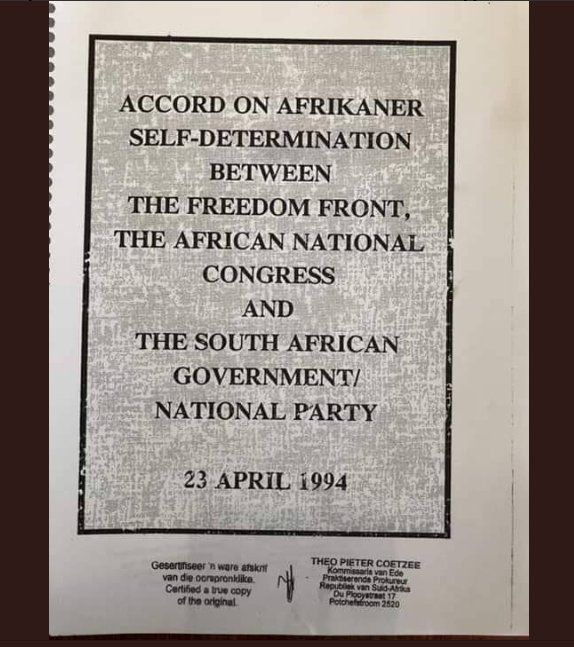 ACCORD ON AFRIKANER
SELF-DETERMINATION
BETWEEN
THE FREEDOM FRONT,
THE AFRICAN NATIONAL
CONGRESS
AND
THE SOUTH AFRICAN
GOVERNMENT/
NATIONAL PARTY
23 APRIL 1994
Gesertifiseer 'n ware afskrif
van die oorspronklike.
Certified a true copy
of the original.
THEO PIETER COETZEE
Kommissaris van Ede
Praktiserende Prokureur
Republiek van Suid-Afrika
Du Plooystraat 17
Potchefstroom 2520